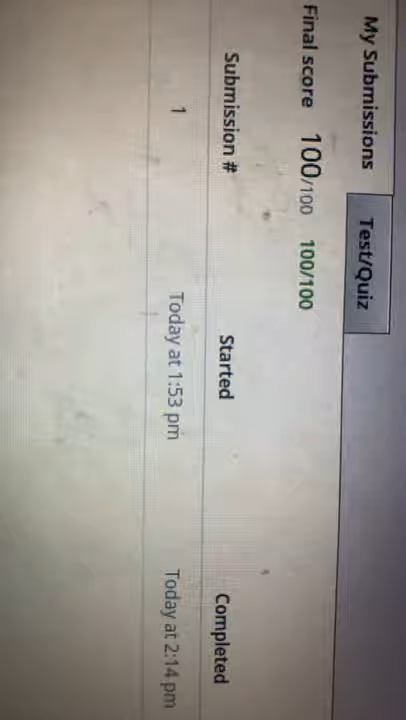 My Submissions Test/Quiz
Final score 100/100 100/100
Submission # Started Completed
1 Today at 1:53 pm Today at 2:14 pm